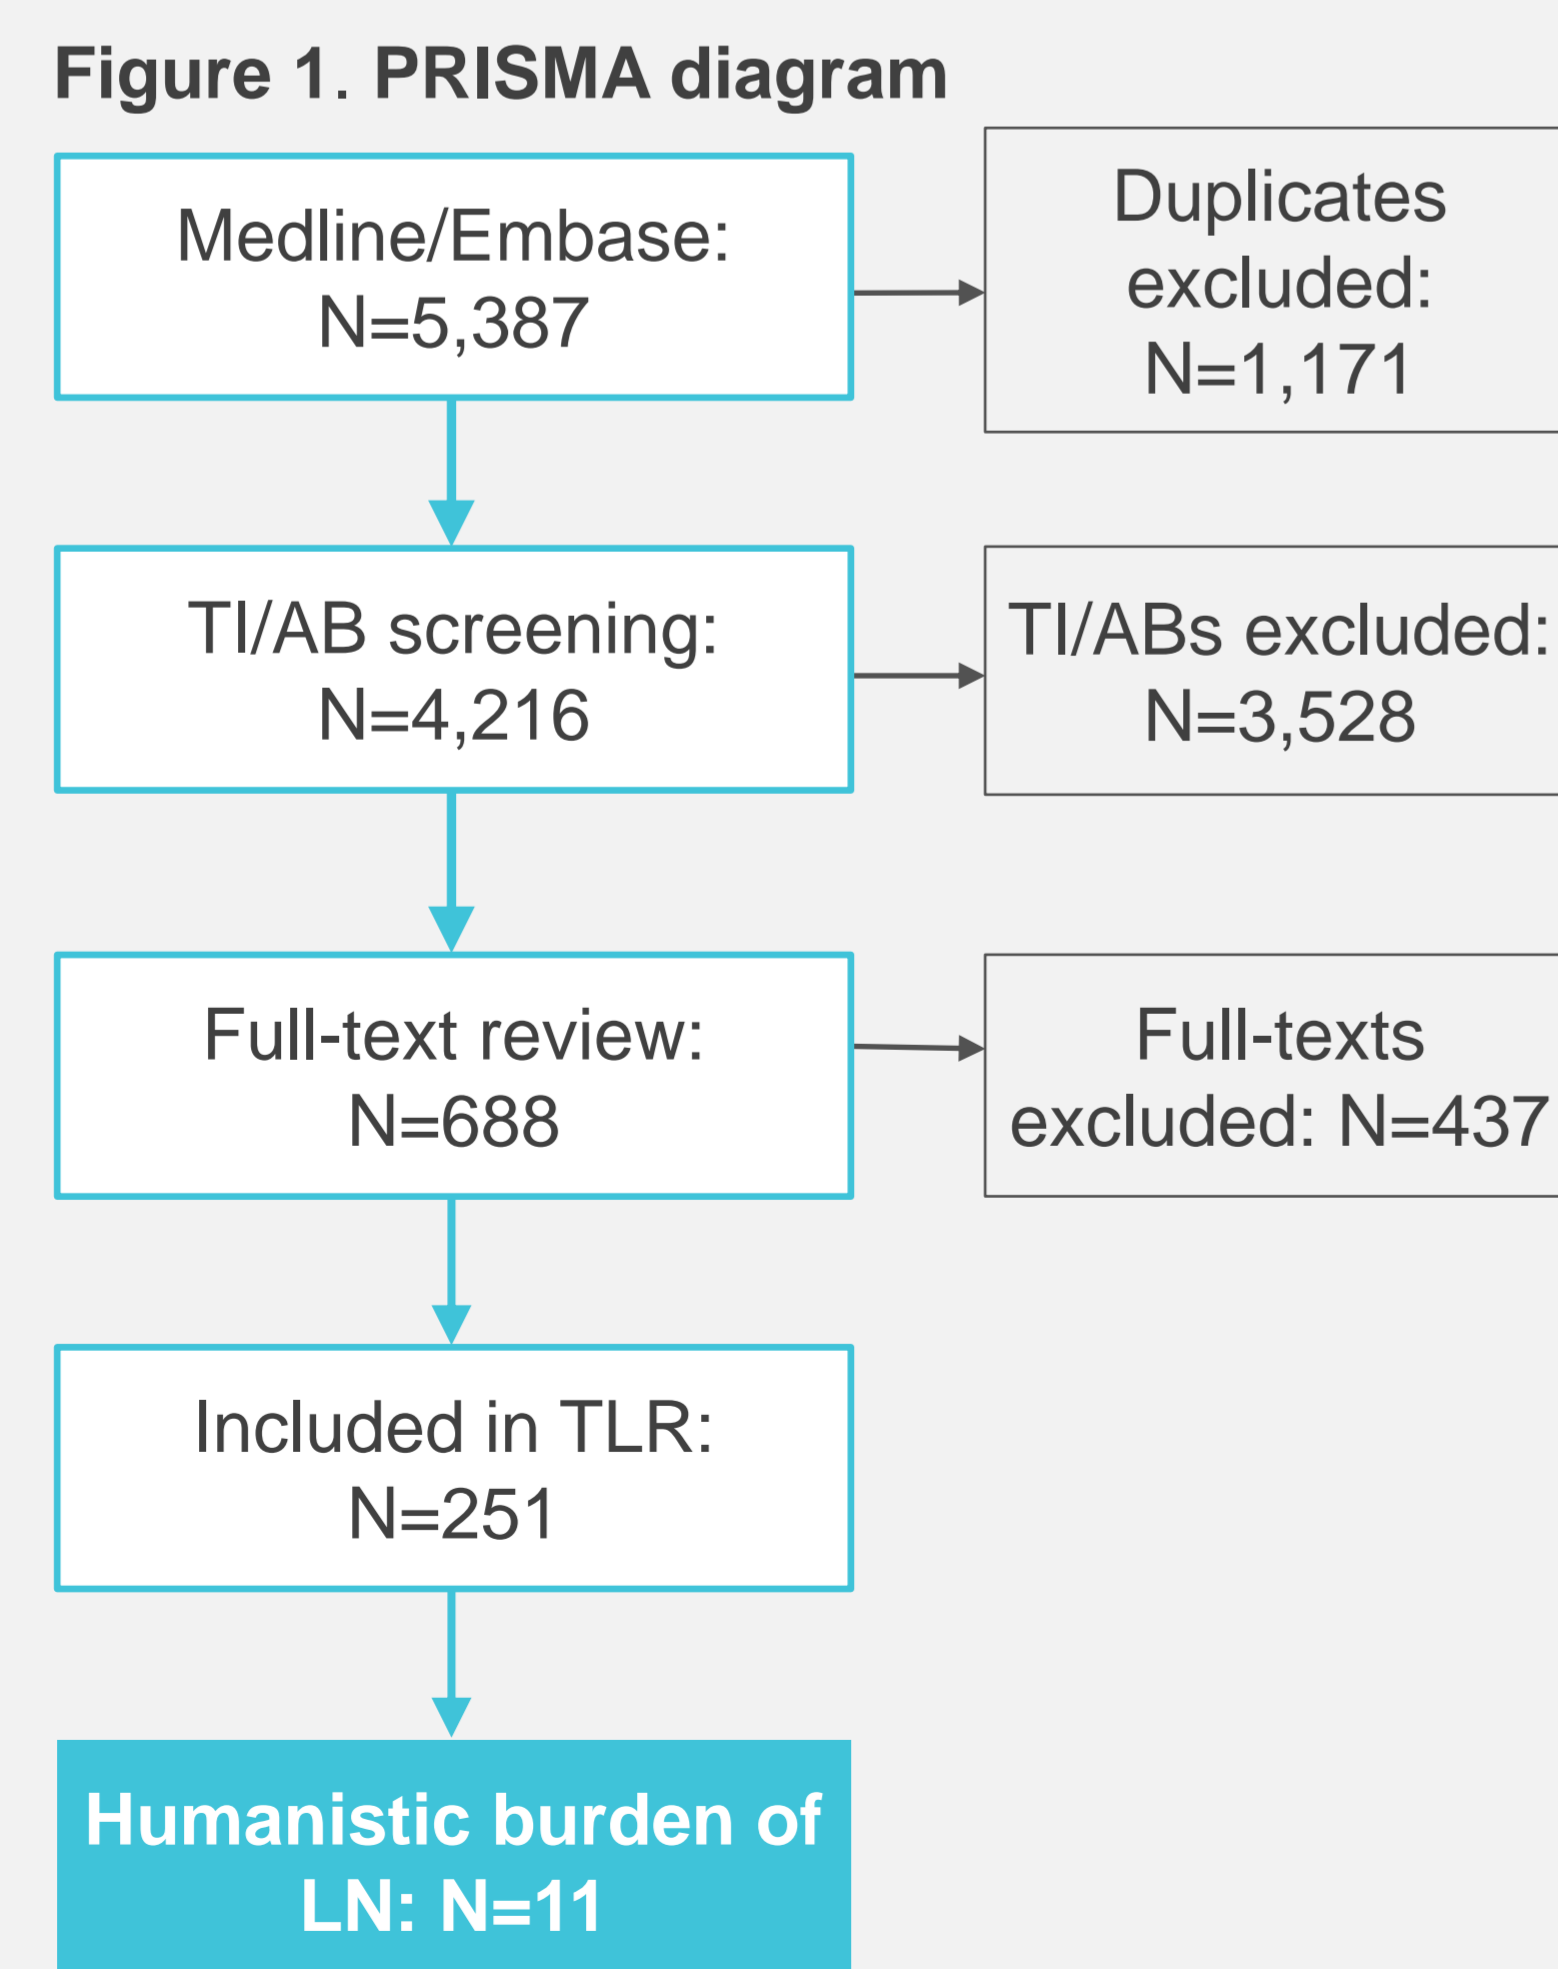 Figure 1. PRISMA diagram
Medline/Embase:
N=5,387
Duplicates
excluded:
N=1,171
TI/AB screening:
N=4,216
TI/ABs excluded:
N=3,528
Full-text review:
N=688
Full-texts
excluded: N=437
Included in TLR:
N=251
Humanistic burden of
LN: N=11